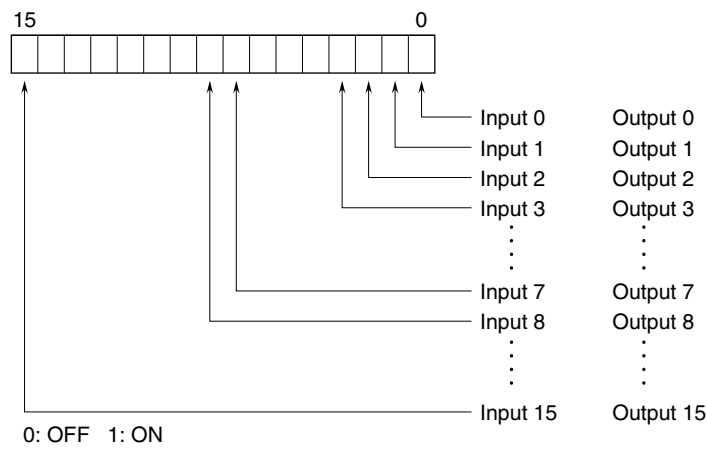 15 0
Input 0 Output 0
Input 1 Output 1
Input 2 Output 2
Input 3 Output 3
Input 7 Output 7
Input 8 Output 8
Input 15 Output 15
0: OFF 1: ON